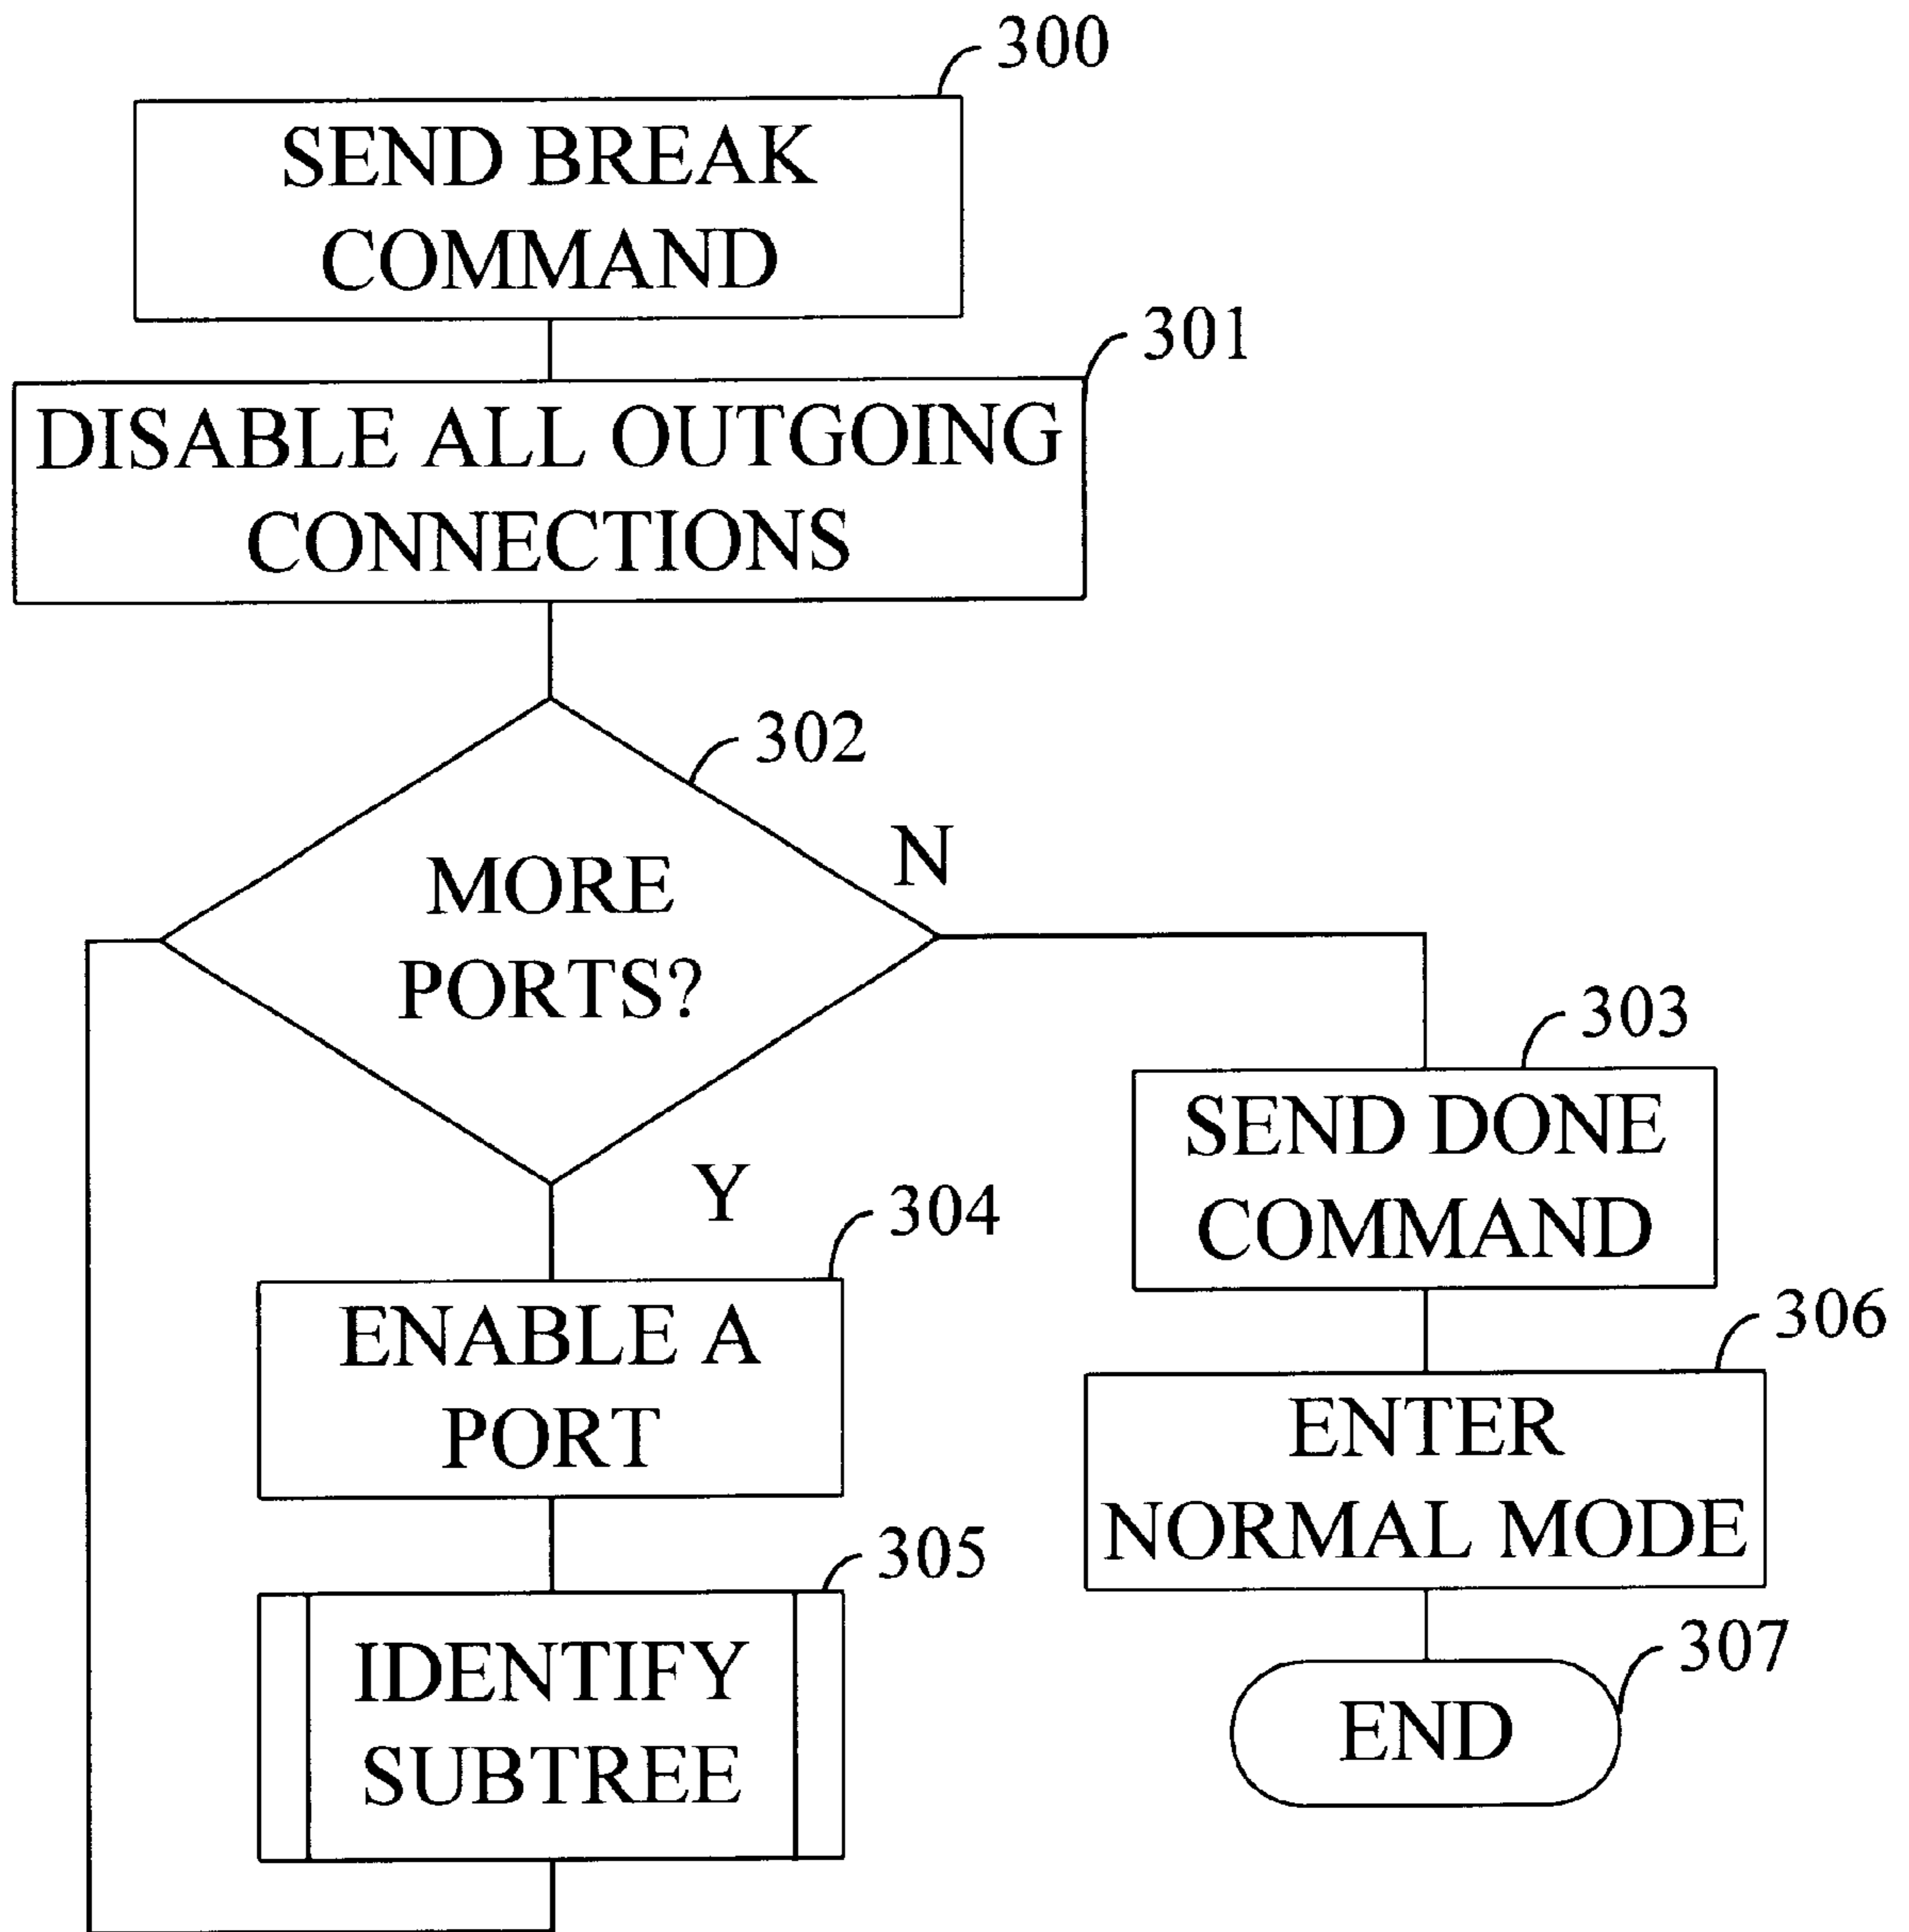 300
SEND BREAK
COMMAND
301
DISABLE ALL OUTGOING
CONNECTIONS
302
MORE
PORTS?
N
Y
303
SEND DONE
COMMAND
304
ENABLE A
PORT
305
IDENTIFY
SUBTREE
306
ENTER
NORMAL MODE
307
END